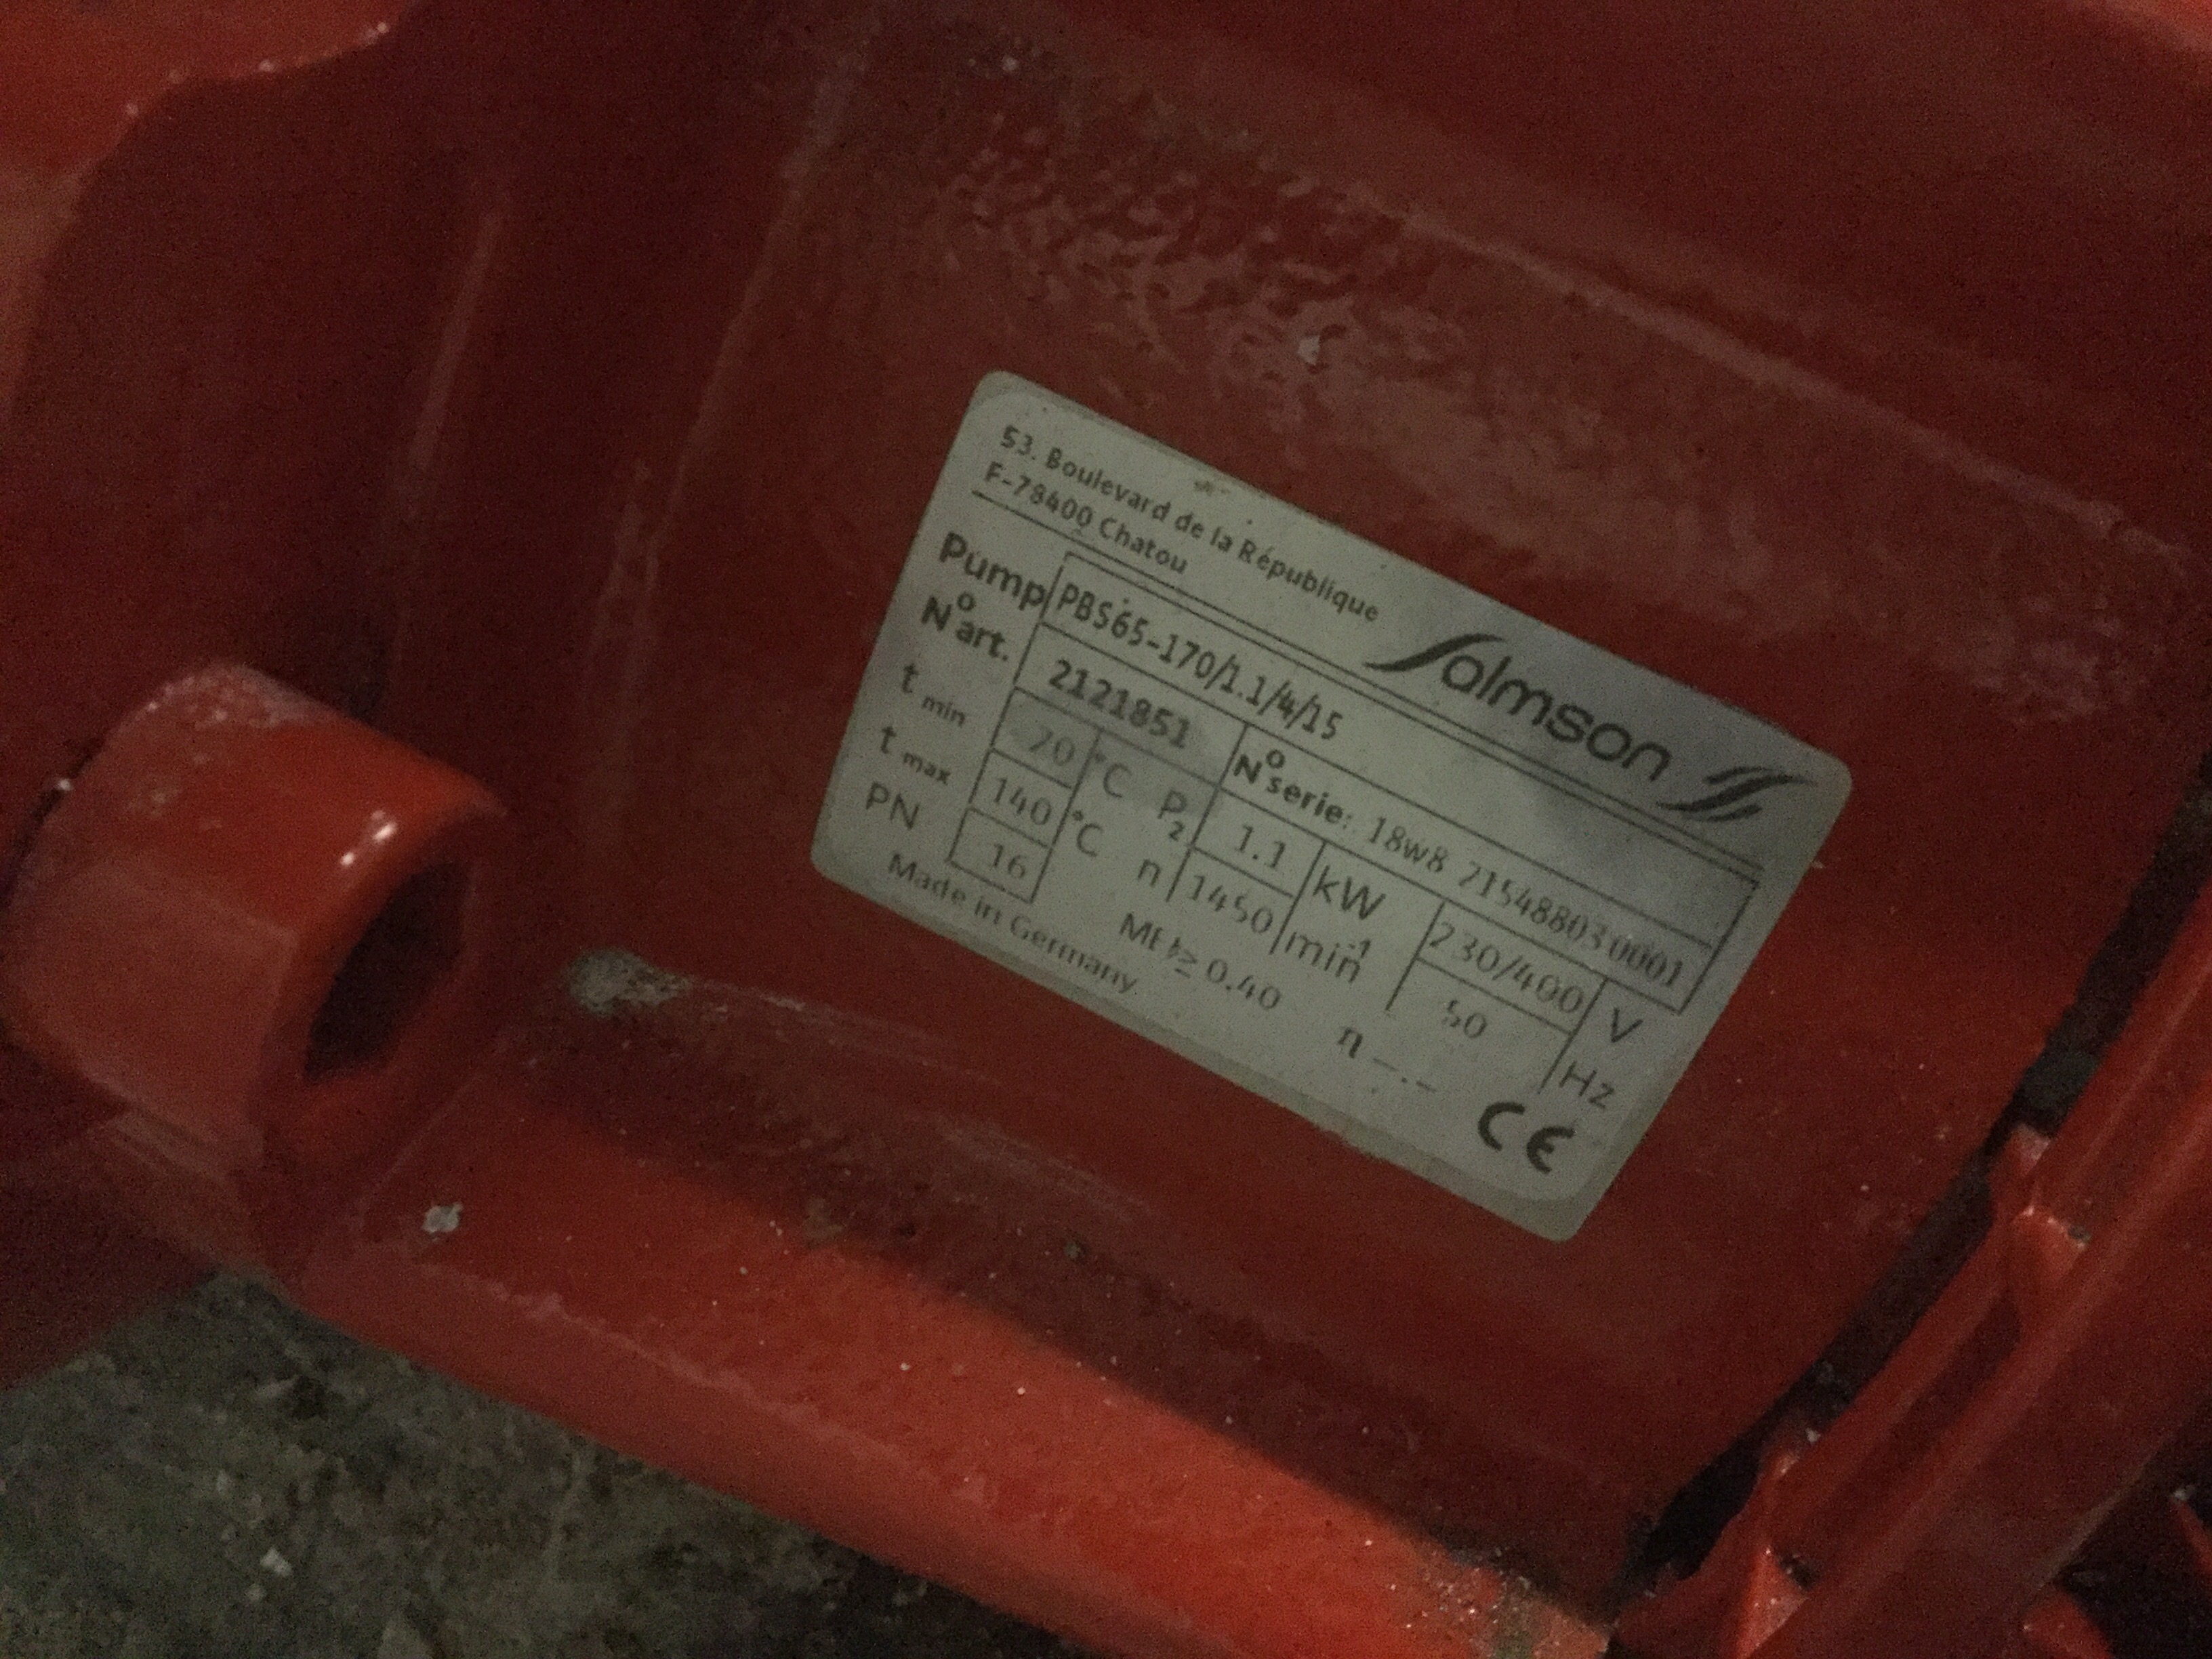 53. Boulevard de la République
F-78400 Chatou
Salmson
Pump PBS65-170/1.1/4/15
N° art. 2121851 N° serie: 18w8 215488030001
t min 20 °C P2 1.1 kW 230/400 V
t max 140 °C n 1450 min-1 50 Hz
PN 16 MEI≥ 0.40 n --.-
Made in Germany CE